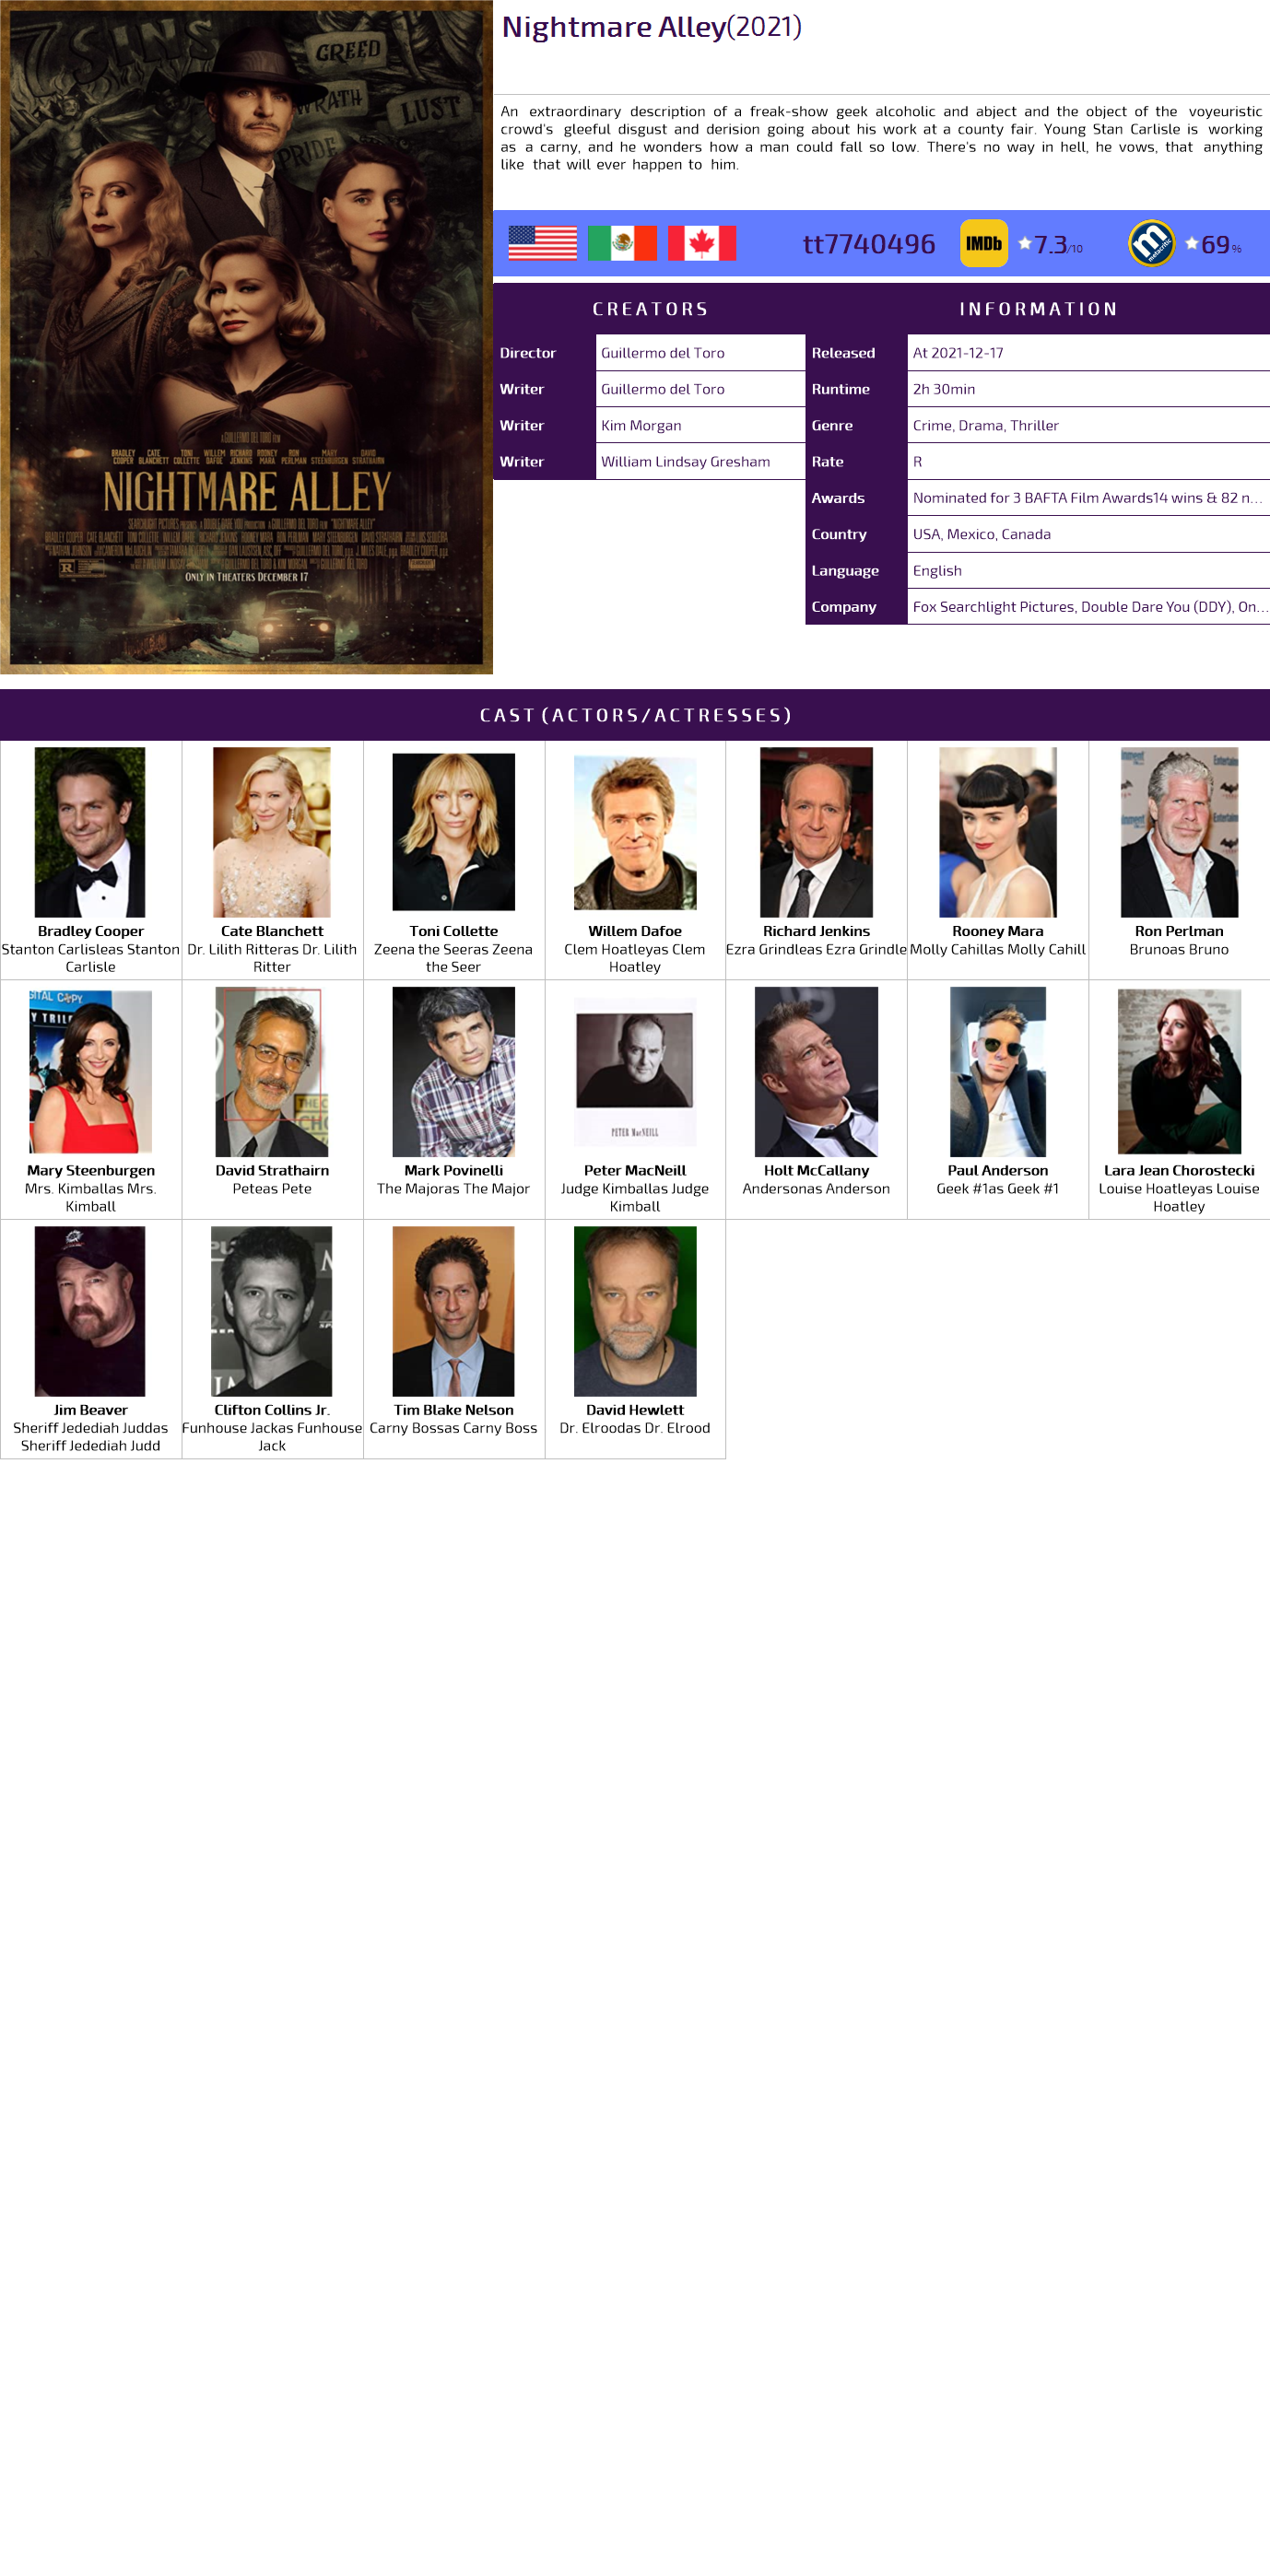 7 SINS
GREED
WRATH
LUST
PRIDE
A GUILLERMO DEL TORO FILM
BRADLEY COOPER CATE BLANCHETT TONI COLLETTE WILLEM DAFOE RICHARD JENKINS ROONEY MARA RON PERLMAN MARY STEENBURGEN DAVID STRATHAIRN
NIGHTMARE ALLEY
R
ONLY IN THEATERS DECEMBER 17
Nightmare Alley(2021)
An extraordinary description of a freak-show geek alcoholic and abject and the object of the voyeuristic
crowd's gleeful disgust and derision going about his work at a county fair. Young Stan Carlisle is working
as a carny, and he wonders how a man could fall so low. There's no way in hell, he vows, that anything
like that will ever happen to him.
tt7740496 IMDb 7.3/10 metacritic 69%
CREATORS
Director Guillermo del Toro
Writer Guillermo del Toro
Writer Kim Morgan
Writer William Lindsay Gresham
INFORMATION
Released At 2021-12-17
Runtime 2h 30min
Genre Crime, Drama, Thriller
Rate R
Awards Nominated for 3 BAFTA Film Awards14 wins & 82 n...
Country USA, Mexico, Canada
Language English
Company Fox Searchlight Pictures, Double Dare You (DDY), On...
CAST (ACTORS/ACTRESSES)
Bradley Cooper
Stanton Carlisleas Stanton
Carlisle
Cate Blanchett
Dr. Lilith Ritteras Dr. Lilith
Ritter
Toni Collette
Zeena the Seeras Zeena
the Seer
Willem Dafoe
Clem Hoatleyas Clem
Hoatley
Richard Jenkins
Ezra Grindleas Ezra Grindle
Rooney Mara
Molly Cahillas Molly Cahill
Ron Perlman
Brunoas Bruno
Mary Steenburgen
Mrs. Kimballas Mrs.
Kimball
David Strathairn
Peteas Pete
Mark Povinelli
The Majoras The Major
PETER MacNEILL
Peter MacNeill
Judge Kimballas Judge
Kimball
Holt McCallany
Andersonas Anderson
Paul Anderson
Geek #1as Geek #1
Lara Jean Chorostecki
Louise Hoatleyas Louise
Hoatley
Jim Beaver
Sheriff Jedediah Juddas
Sheriff Jedediah Judd
Clifton Collins Jr.
Funhouse Jackas Funhouse
Jack
Tim Blake Nelson
Carny Bossas Carny Boss
David Hewlett
Dr. Elroodas Dr. Elrood